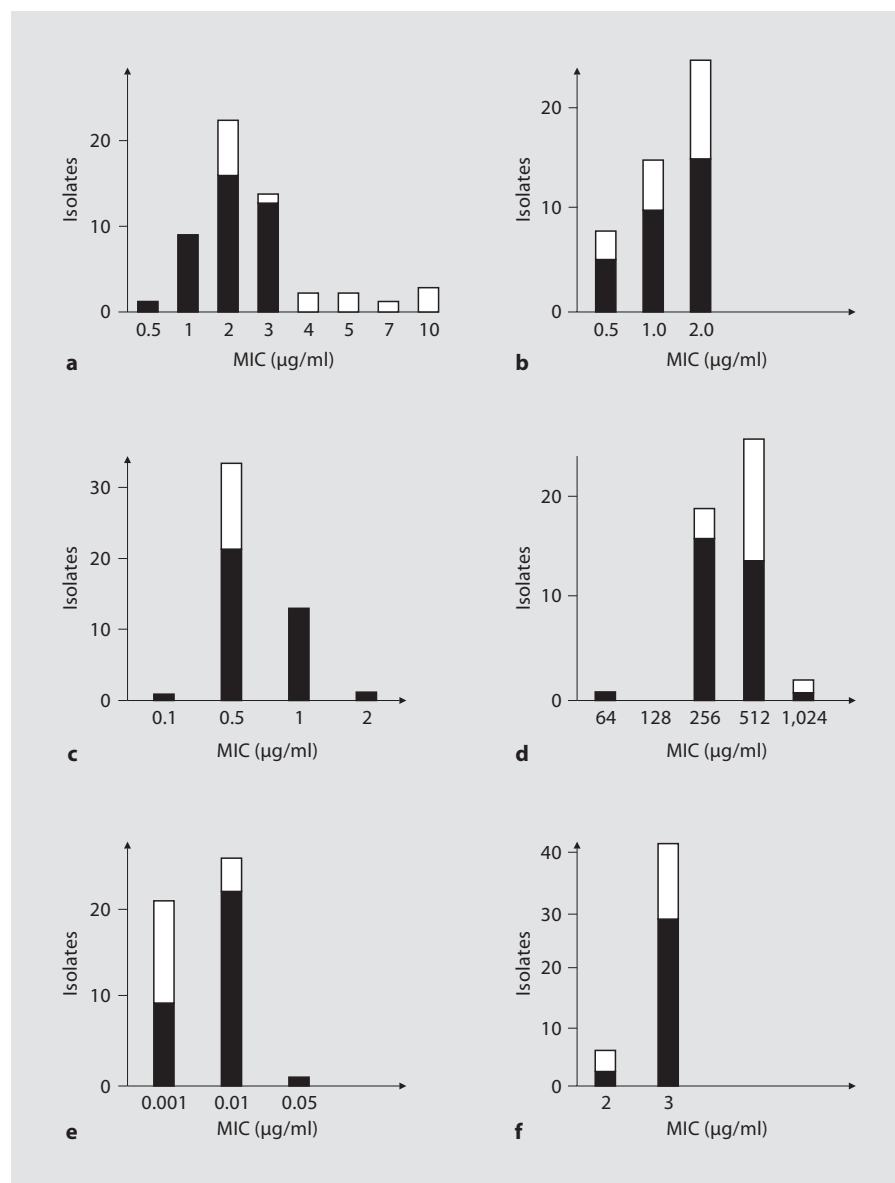 Isolates
20
10
0
0.5 1 2 3 4 5 7 10
MIC (µg/ml)
a
Isolates
20
10
0
0.5 1.0 2.0
MIC (µg/ml)
b
Isolates
30
20
10
0
0.1 0.5 1 2
MIC (µg/ml)
c
Isolates
20
10
0
64 128 256 512 1,024
MIC (µg/ml)
d
Isolates
20
10
0
0.001 0.01 0.05
MIC (µg/ml)
e
Isolates
40
30
20
10
0
2 3
MIC (µg/ml)
f